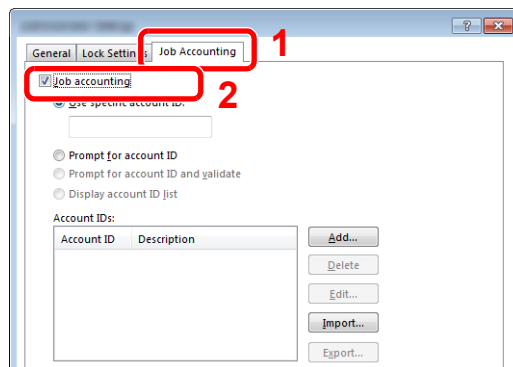 General Lock Settings Job Accounting 1
Job accounting 2
Use specific account ID:
Prompt for account ID
Prompt for account ID and validate
Display account ID list
Account IDs:
Account ID Description
Add...
Delete
Edit...
Import...
Export...